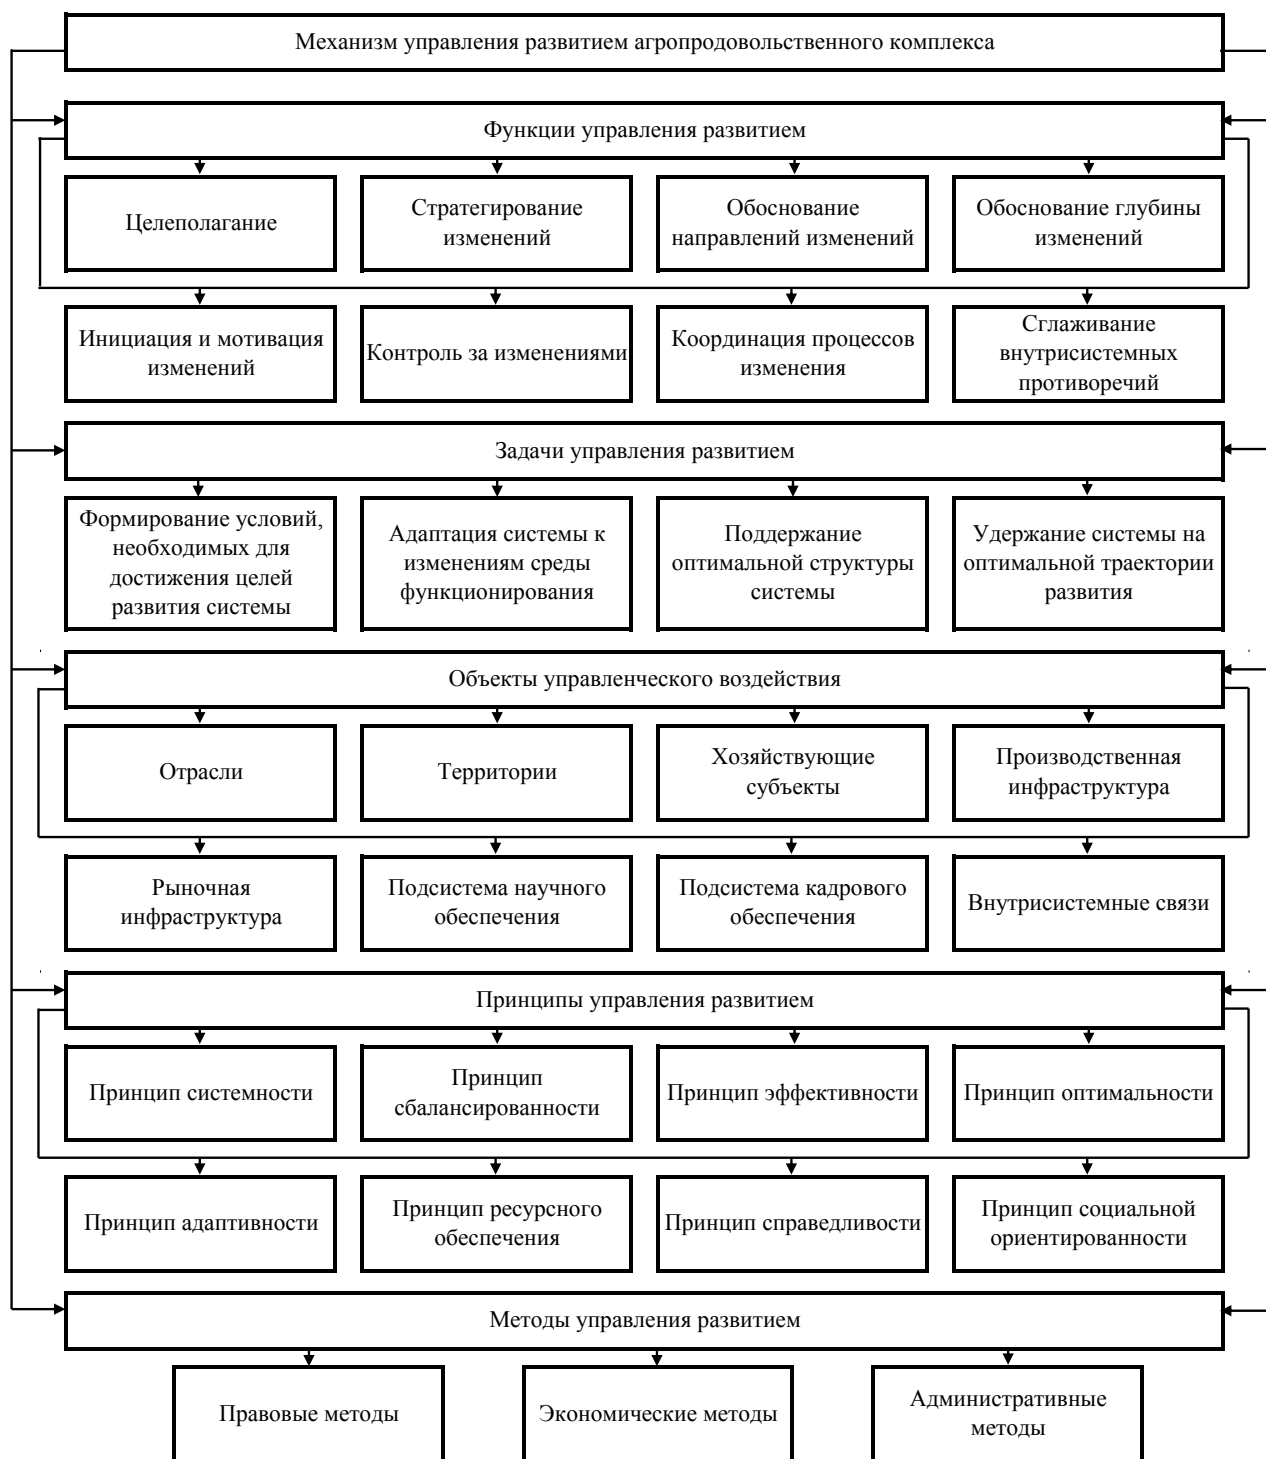 Механизм управления развитием агропродовольственного комплекса
Функции управления развитием
Целеполагание
Стратегирование
изменений
Обоснование
направлений изменений
Обоснование глубины
изменений
Инициация и мотивация
изменений
Контроль за изменениями
Координация процессов
изменения
Сглаживание
внутрисистемных
противоречий
Задачи управления развитием
Формирование условий,
необходимых для
достижения целей
развития системы
Адаптация системы к
изменениям среды
функционирования
Поддержание
оптимальной структуры
системы
Удержание системы на
оптимальной траектории
развития
Объекты управленческого воздействия
Отрасли
Территории
Хозяйствующие
субъекты
Производственная
инфраструктура
Рыночная
инфраструктура
Подсистема научного
обеспечения
Подсистема кадрового
обеспечения
Внутрисистемные связи
Принципы управления развитием
Принцип системности
Принцип
сбалансированности
Принцип эффективности
Принцип оптимальности
Принцип адаптивности
Принцип ресурсного
обеспечения
Принцип справедливости
Принцип социальной
ориентированности
Методы управления развитием
Правовые методы
Экономические методы
Административные
методы